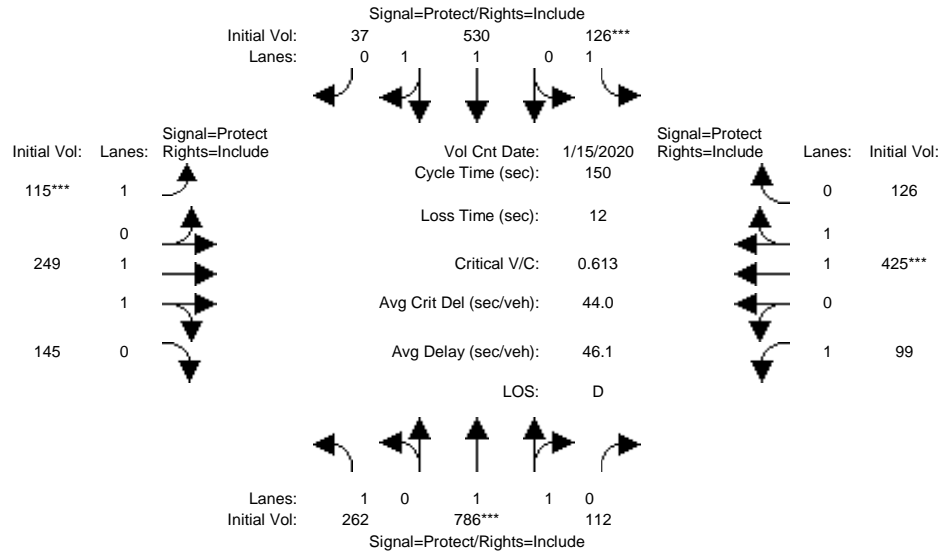 Signal=Protect/Rights=Include
Initial Vol: 37 530 126***
Lanes: 0 1 1 0 1
Signal=Protect
Initial Vol: Lanes: Rights=Include
Vol Cnt Date: 1/15/2020
Signal=Protect
Rights=Include Lanes: Initial Vol:
Cycle Time (sec): 150
115*** 1
0 126
Loss Time (sec): 12
0
1
249 1
Critical V/C: 0.613
1 425***
1
Avg Crit Del (sec/veh): 44.0
0
145 0
Avg Delay (sec/veh): 46.1
1 99
LOS: D
Lanes: 1 0 1 1 0
Initial Vol: 262 786*** 112
Signal=Protect/Rights=Include